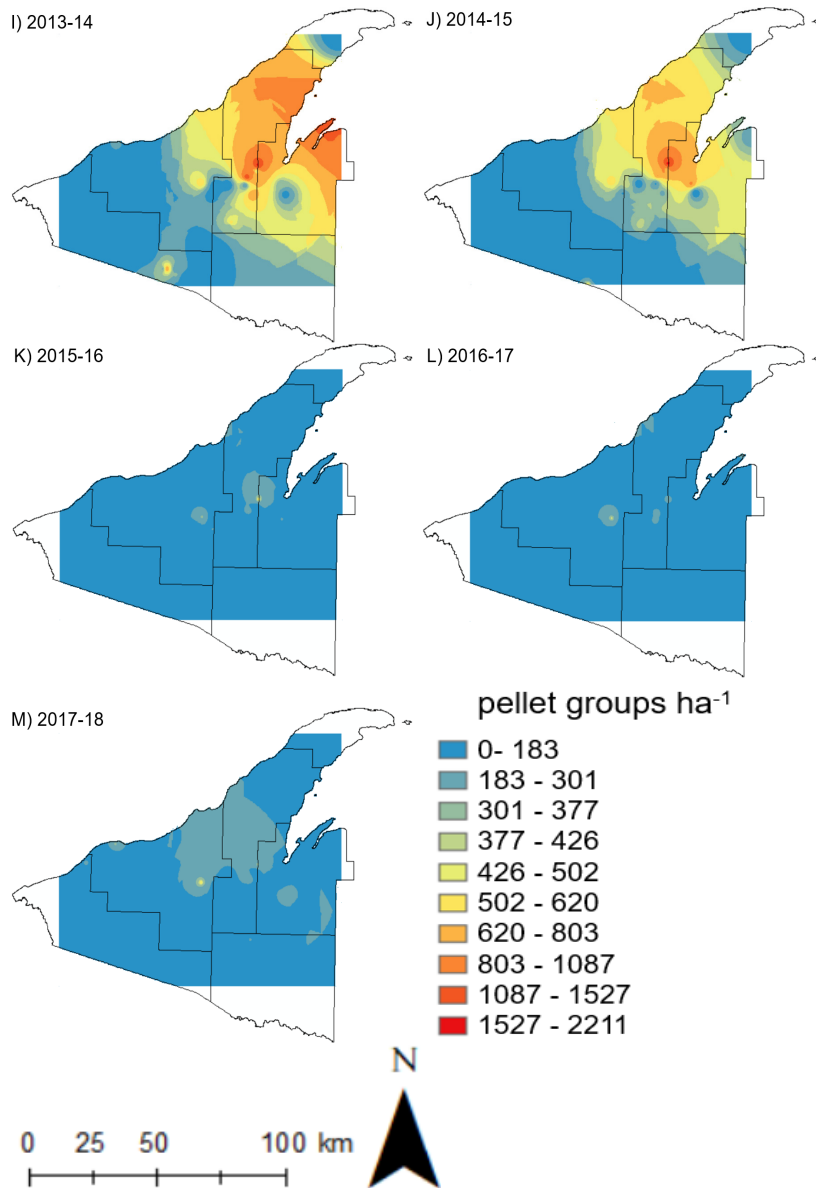 I) 2013-14
J) 2014-15
K) 2015-16
L) 2016-17
M) 2017-18
pellet groups ha⁻¹
0- 183
183 - 301
301 - 377
377 - 426
426 - 502
502 - 620
620 - 803
803 - 1087
1087 - 1527
1527 - 2211
N
0 25 50 100 km